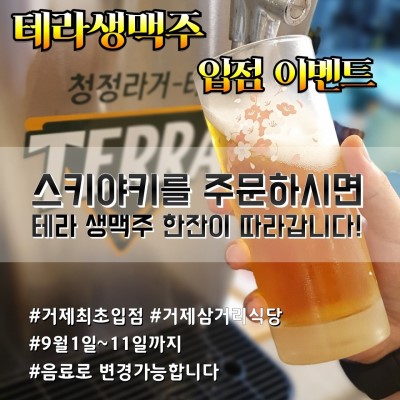 테라생맥주
입점 이벤트
청정라거-테
TERRA
스키야키를 주문하시면
테라 생맥주 한잔이 따라갑니다!
#거제최초입점 #거제삼거리식당
#9월1일~11일까지
#음료로 변경가능합니다